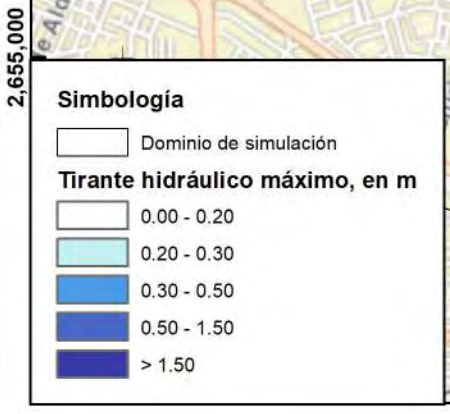 2,655,000
Simbología
Dominio de simulación
Tirante hidráulico máximo, en m
0.00 - 0.20
0.20 - 0.30
0.30 - 0.50
0.50 - 1.50
> 1.50